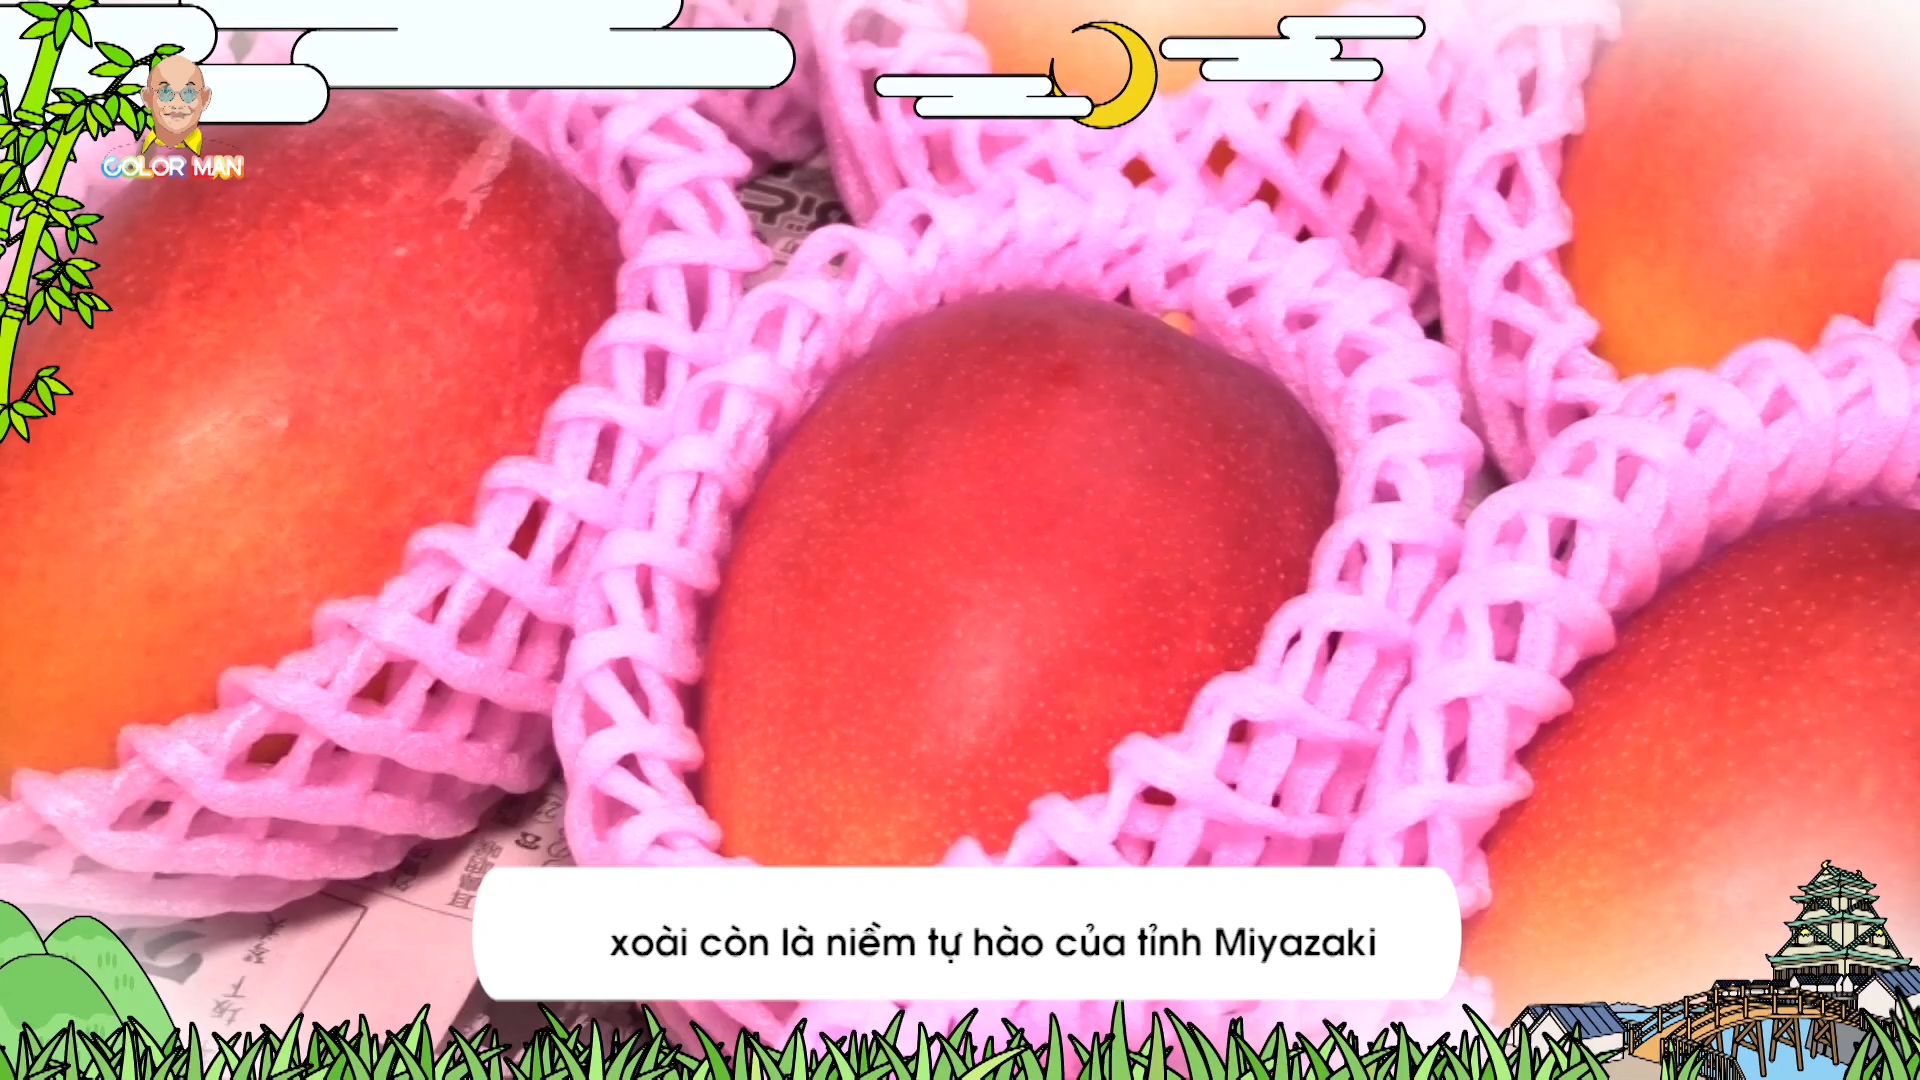 COLOR MAN
xoài còn là niềm tự hào của tỉnh Miyazaki